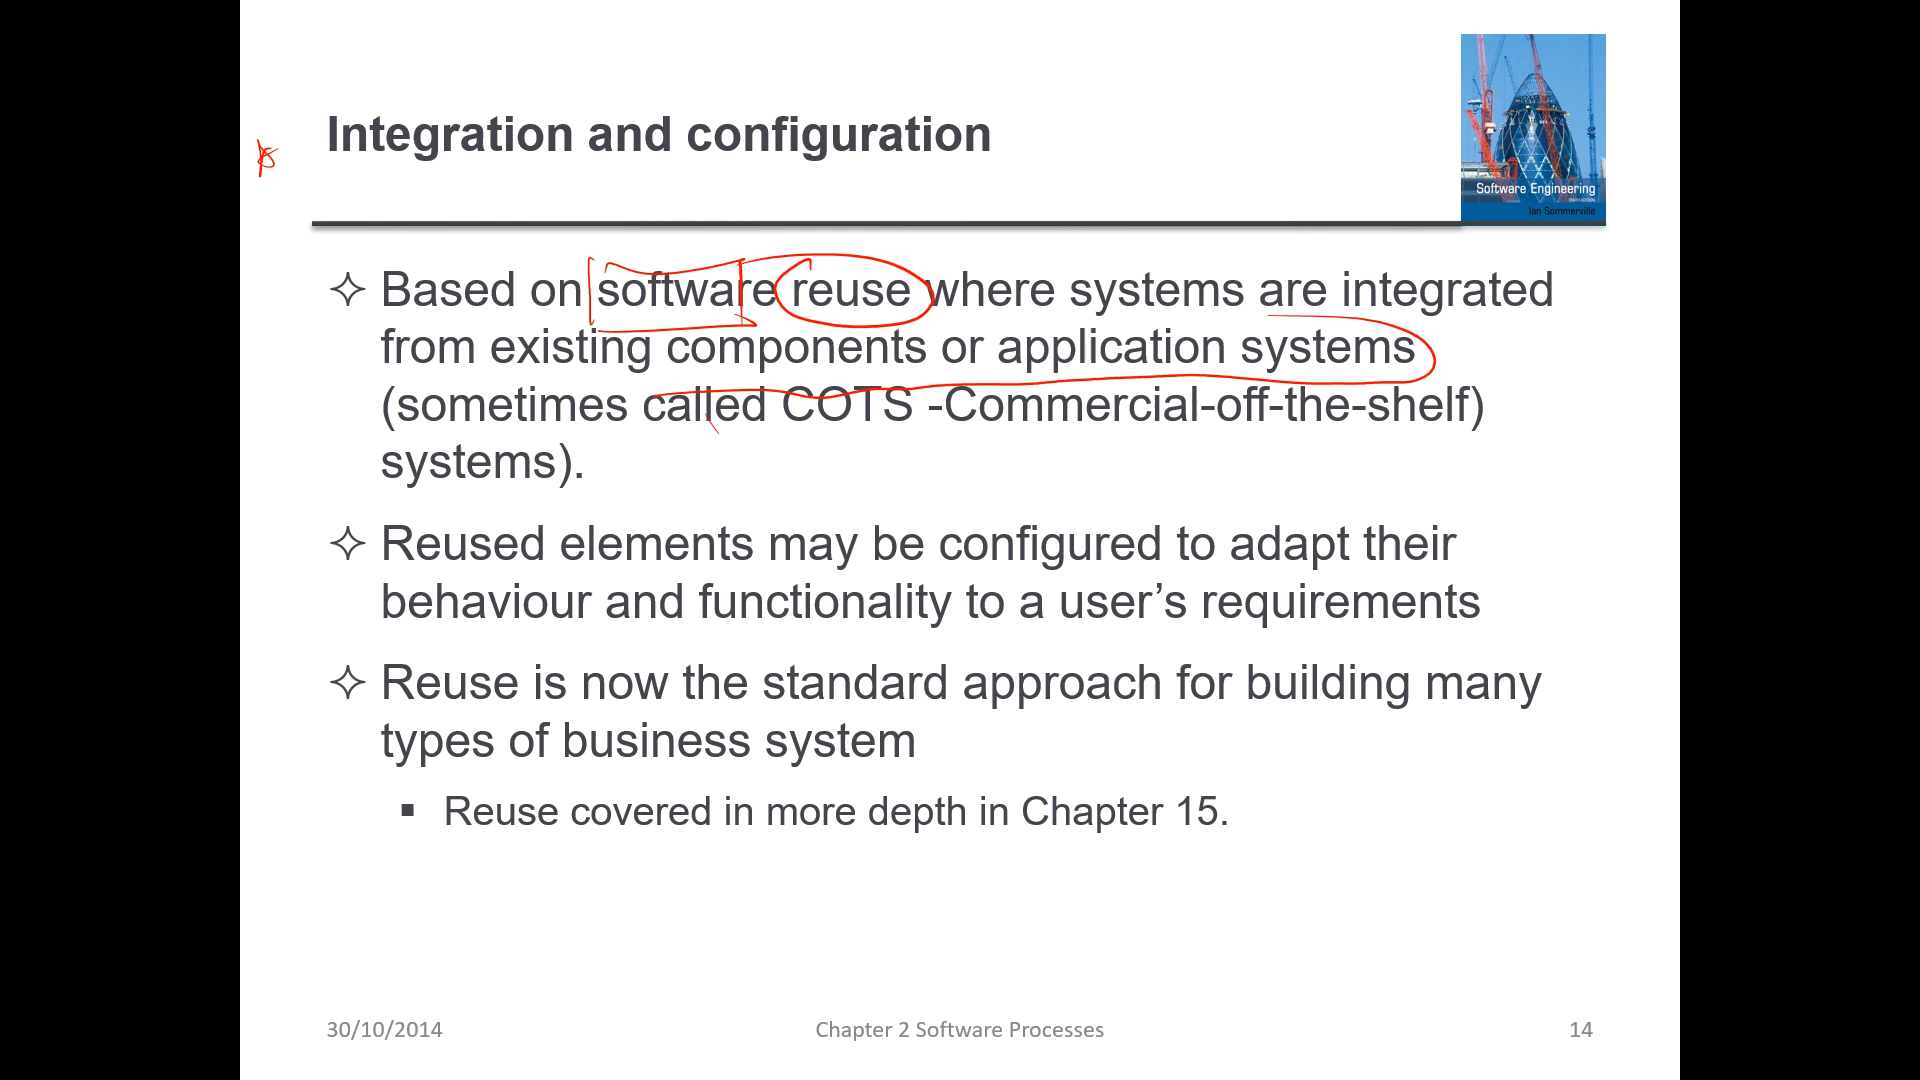 Integration and configuration
Software Engineering
TENTH EDITION
Ian Sommerville
Based on software reuse where systems are integrated
from existing components or application systems
(sometimes called COTS -Commercial-off-the-shelf)
systems).
Reused elements may be configured to adapt their
behaviour and functionality to a user’s requirements
Reuse is now the standard approach for building many
types of business system
Reuse covered in more depth in Chapter 15.
30/10/2014
Chapter 2 Software Processes
14